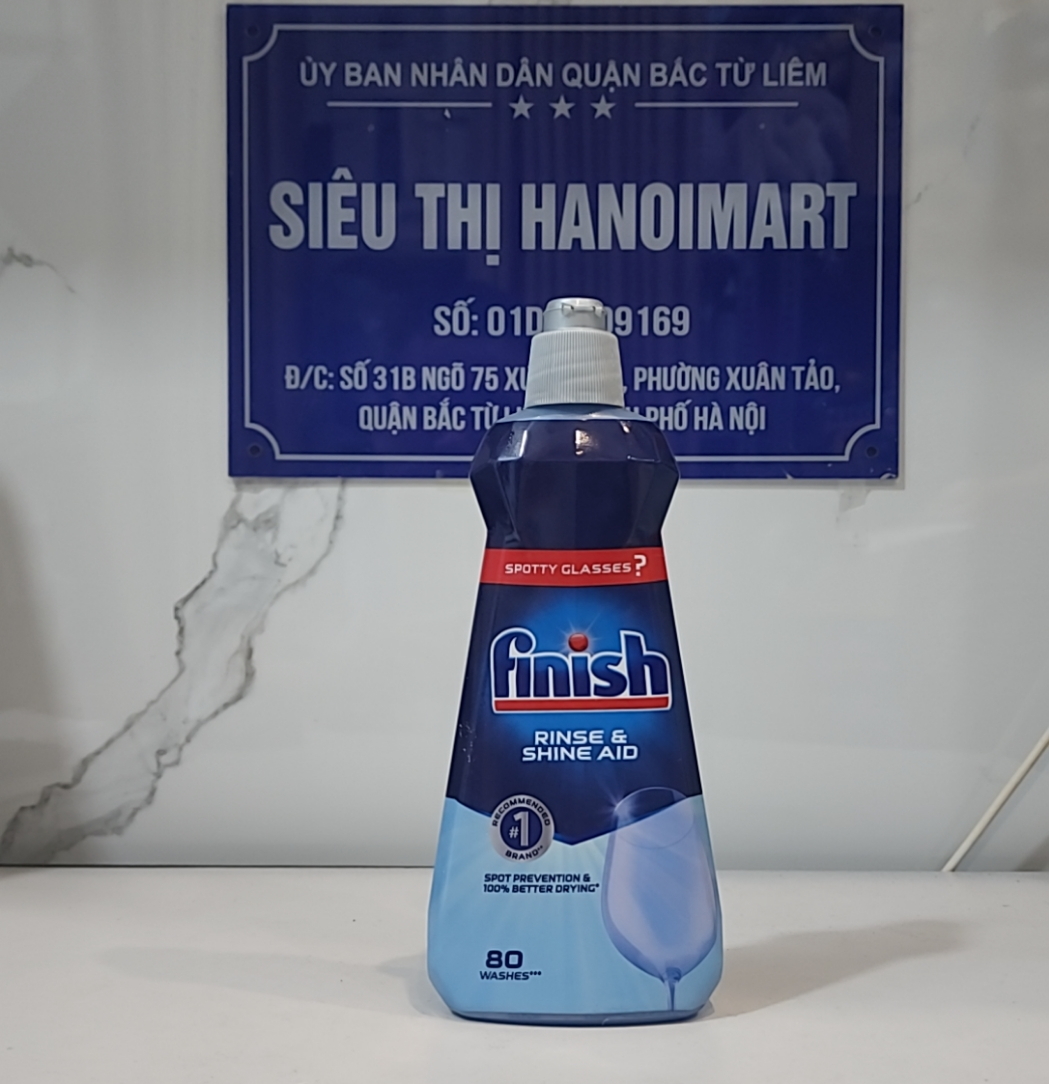 ỦY BAN NHÂN DÂN QUẬN BẮC TỪ LIÊM
SIÊU THỊ HANOIMART
SỐ: 01D 09169
Đ/C: SỐ 31B NGÕ 75 , PHƯỜNG XUÂN TẢO,
QUẬN BẮC TỪ PHỐ HÀ NỘI
SPOTTY GLASSES?
finish
RINSE &
SHINE AID
RECOMMENDED
#1
BRAND**
SPOT PREVENTION &
100% BETTER DRYING*
80
WASHES***